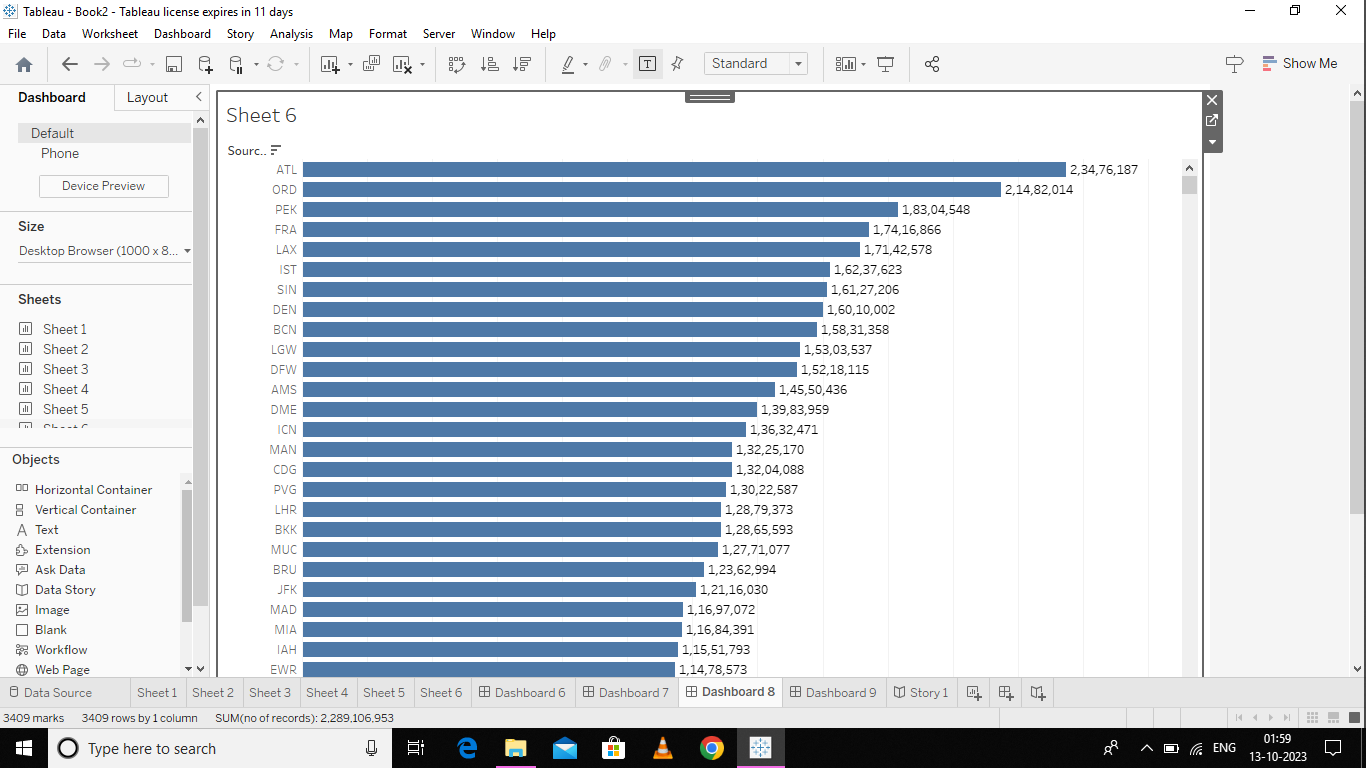 Tableau - Book2 - Tableau license expires in 11 days
File Data Worksheet Dashboard Story Analysis Map Format Server Window Help
Standard
Show Me
Dashboard Layout
Default
Phone
Device Preview
Size
Desktop Browser (1000 x 8...
Sheets
Sheet 1
Sheet 2
Sheet 3
Sheet 4
Sheet 5
Sheet 6
Objects
Horizontal Container
Vertical Container
Text
Extension
Ask Data
Data Story
Image
Blank
Workflow
Web Page
Sheet 6
Sourc..
ATL 2,34,76,187
ORD 2,14,82,014
PEK 1,83,04,548
FRA 1,74,16,866
LAX 1,71,42,578
IST 1,62,37,623
SIN 1,61,27,206
DEN 1,60,10,002
BCN 1,58,31,358
LGW 1,53,03,537
DFW 1,52,18,115
AMS 1,45,50,436
DME 1,39,83,959
ICN 1,36,32,471
MAN 1,32,25,170
CDG 1,32,04,088
PVG 1,30,22,587
LHR 1,28,79,373
BKK 1,28,65,593
MUC 1,27,71,077
BRU 1,23,62,994
JFK 1,21,16,030
MAD 1,16,97,072
MIA 1,16,84,391
IAH 1,15,51,793
EWR 1,14,78,573
Data Source Sheet 1 Sheet 2 Sheet 3 Sheet 4 Sheet 5 Sheet 6 Dashboard 6 Dashboard 7 Dashboard 8 Dashboard 9 Story 1
3409 marks 3409 rows by 1 column SUM(no of records): 2,289,106,953
Type here to search
ENG
01:59
13-10-2023